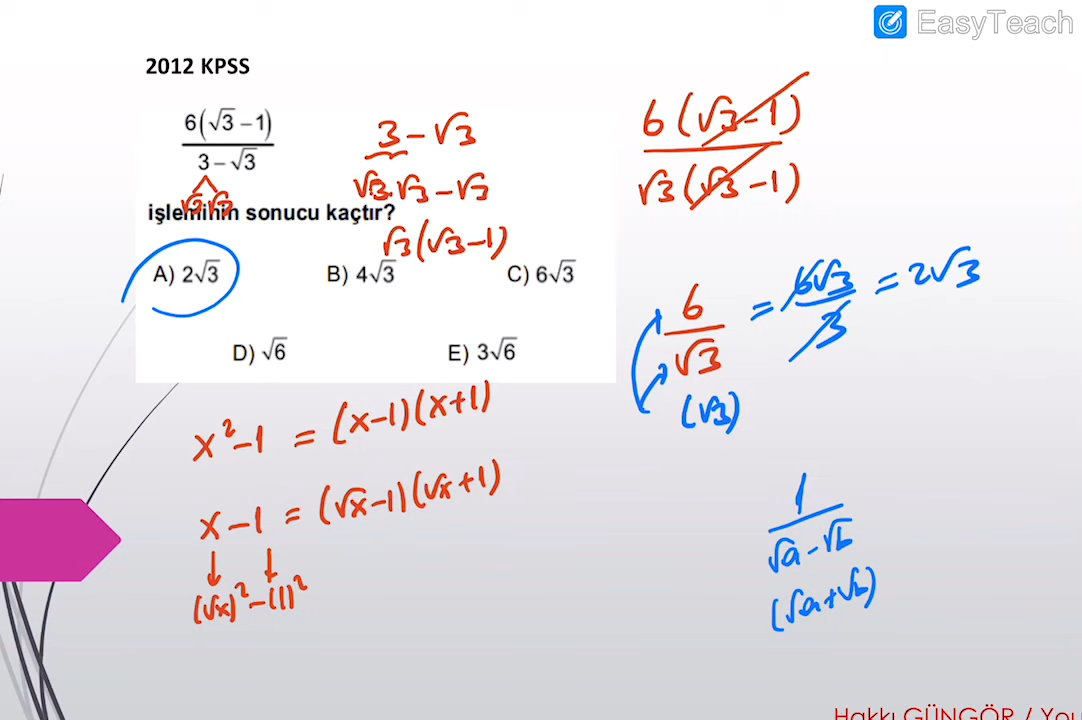 EasyTeach
2012 KPSS
6(√3 − 1)
3 − √3
√3 √3
işleminin sonucu kaçtır?
A) 2√3
B) 4√3
C) 6√3
D) √6
E) 3√6
3 − √3
√3.√3 − √3
√3(√3 − 1)
6(√3 − 1)
√3(√3 − 1)
6/√3 = 6√3/3 = 2√3
(√3)
x² − 1 = (x − 1)(x + 1)
x − 1 = (√x − 1)(√x + 1)
(√x)² − (1)²
1
√a − √b
(√a + √b)
Hakkı GÜNGÖR / You